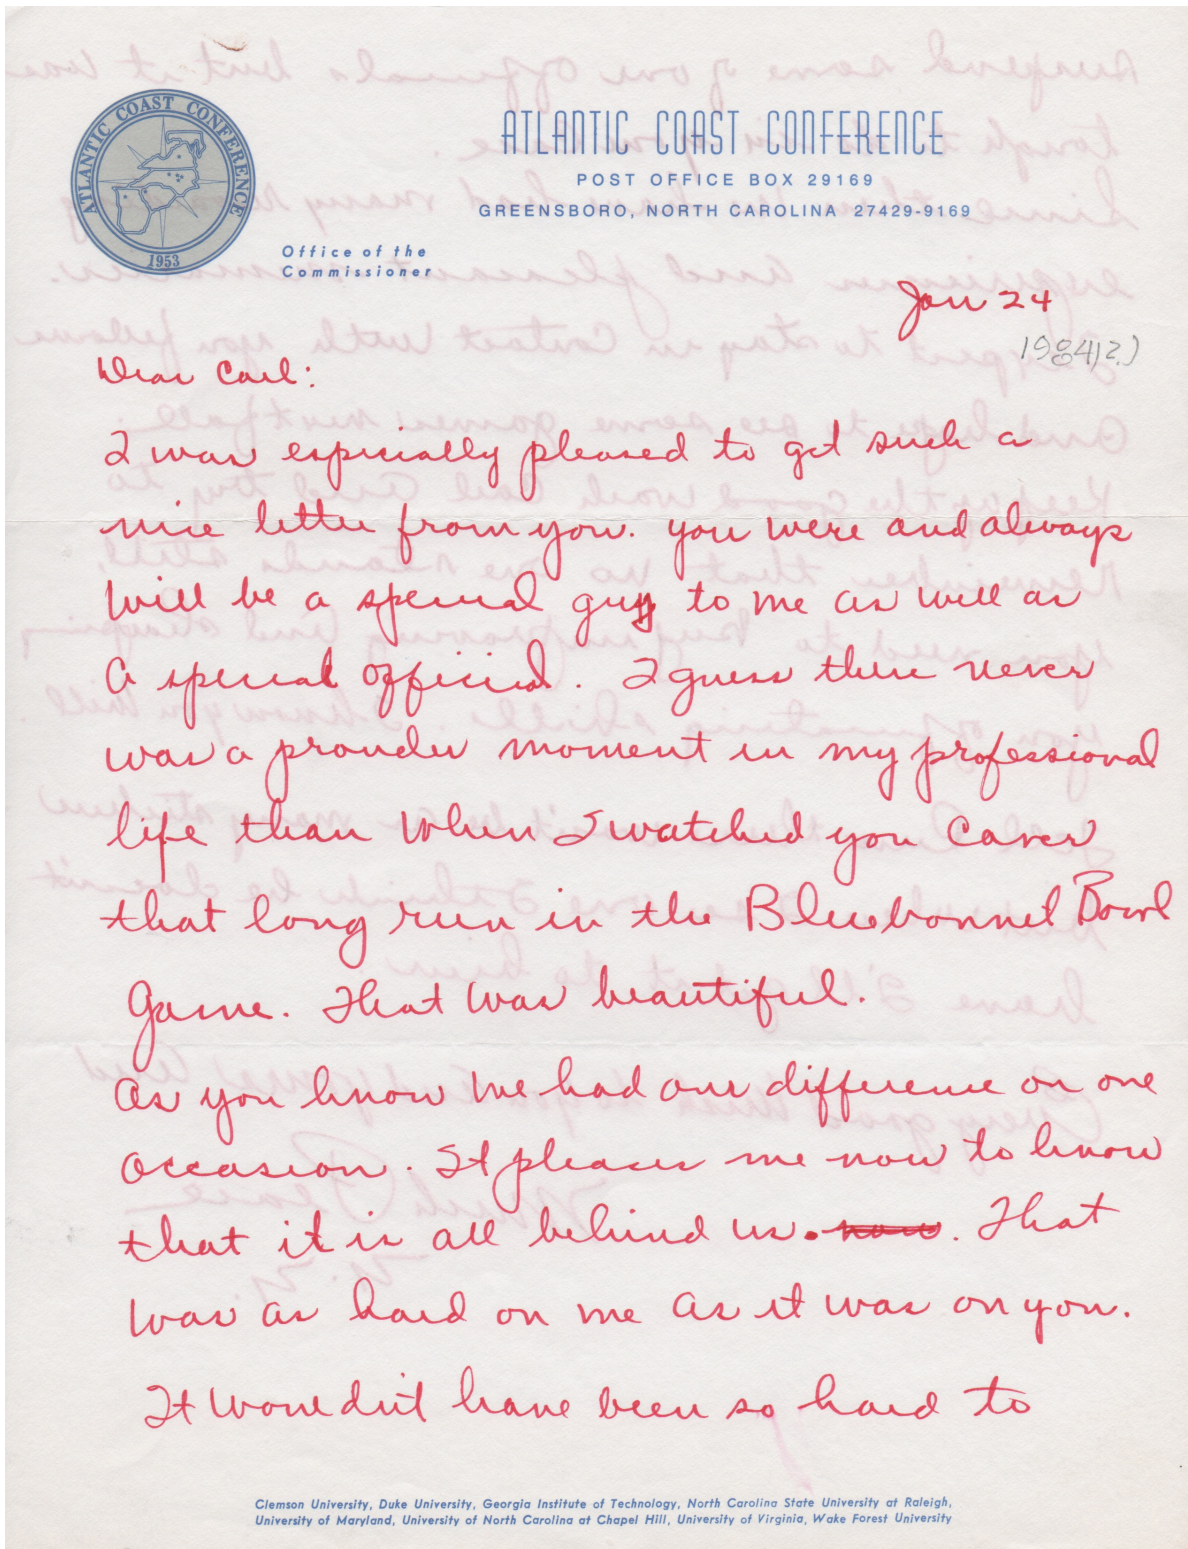 ATLANTIC COAST CONFERENCE
1953
ATLANTIC COAST CONFERENCE
POST OFFICE BOX 29169
GREENSBORO, NORTH CAROLINA 27429-9169
Office of the
Commissioner
Jan 24
1984(?)
Dear Carl:
I was especially pleased to get such a
nice letter from you. you were and always
will be a special guy to me as well as
a special official. I guess there never
was a prouder moment in my professional
life than when I watched you cover
that long run in the Bluebonnet Bowl
Game. That was beautiful.
As you know we had our difference on one
occasion. It pleases me now to know
that it is all behind us. now. That
was as hard on me as it was on you.
It wouldn't have been so hard to
Clemson University, Duke University, Georgia Institute of Technology, North Carolina State University at Raleigh,
University of Maryland, University of North Carolina at Chapel Hill, University of Virginia, Wake Forest University